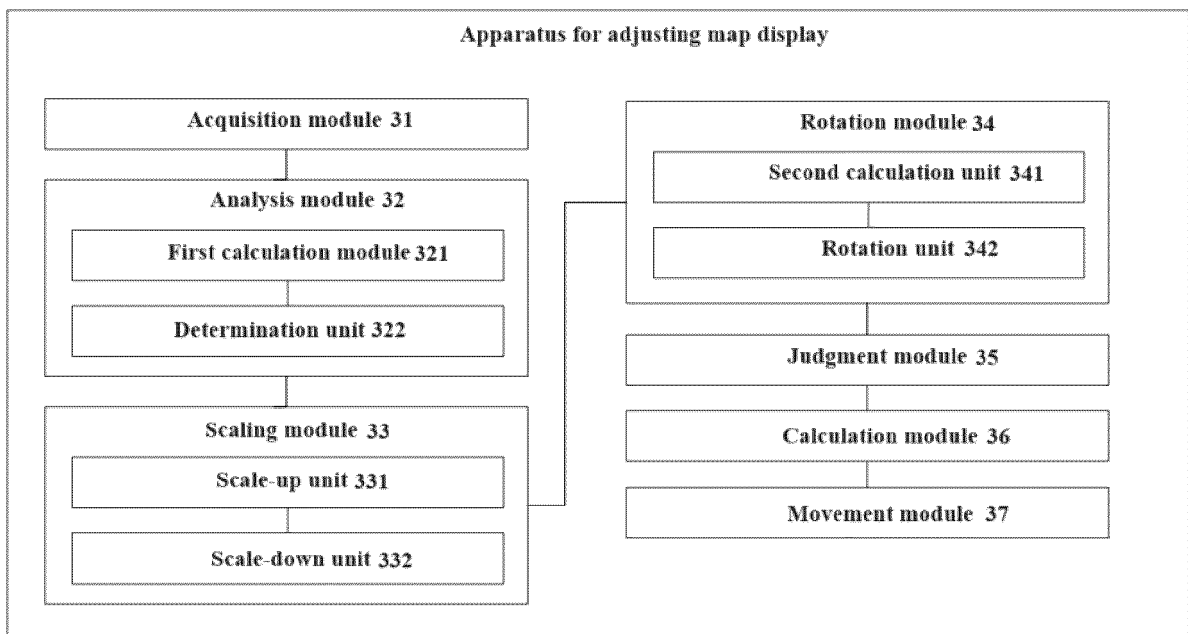 Apparatus for adjusting map display
Acquisition module 31
Analysis module 32
First calculation module 321
Determination unit 322
Scaling module 33
Scale-up unit 331
Scale-down unit 332
Rotation module 34
Second calculation unit 341
Rotation unit 342
Judgment module 35
Calculation module 36
Movement module 37